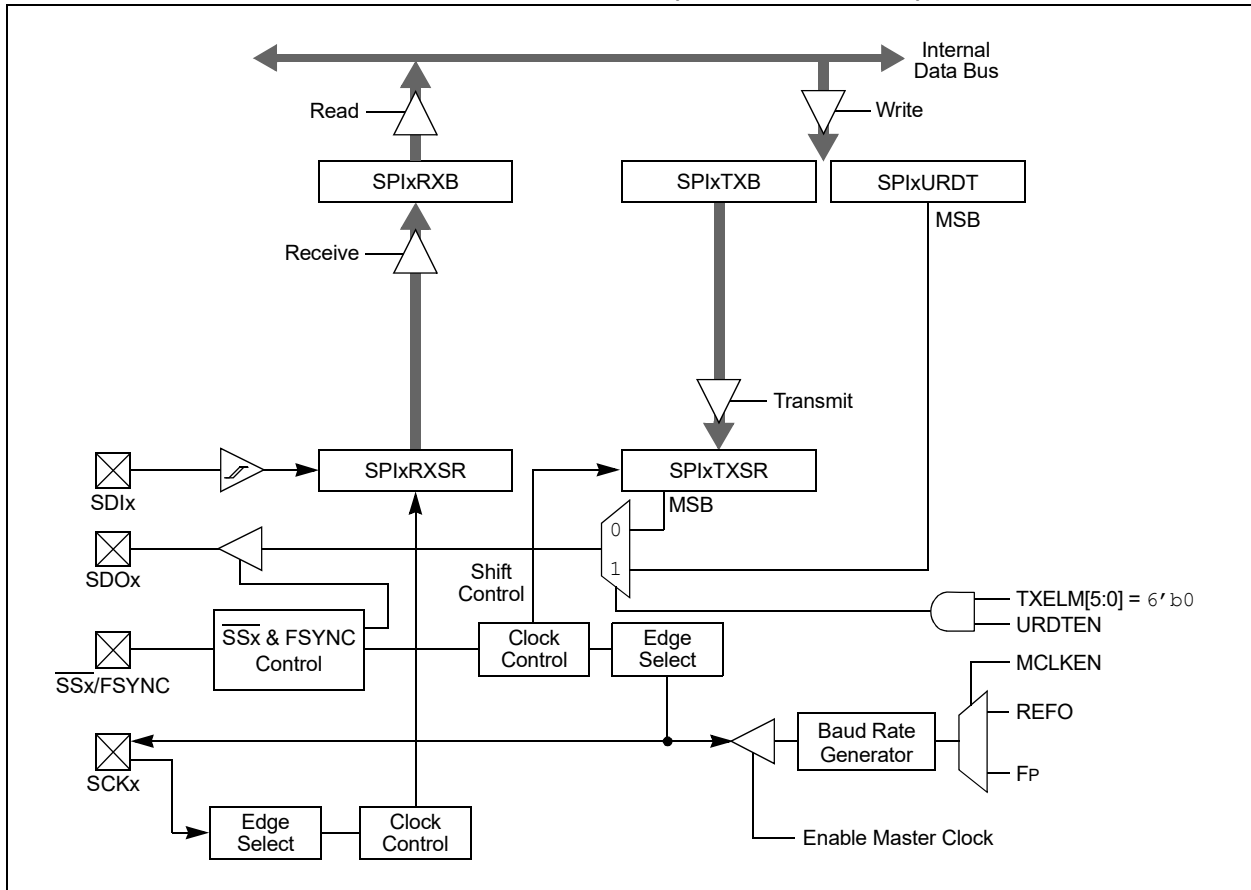 Internal
Data Bus
Read
Write
SPIxRXB
SPIxTXB
SPIxURDT
MSB
Receive
Transmit
SPIxRXSR
SPIxTXSR
SDIx
MSB
0
SDOx
1
Shift
Control
TXELM[5:0] = 6’b0
URDTEN
SSx & FSYNC
Control
Clock
Control
Edge
Select
SSx/FSYNC
MCLKEN
REFO
Baud Rate
Generator
FP
SCKx
Edge
Select
Clock
Control
Enable Master Clock